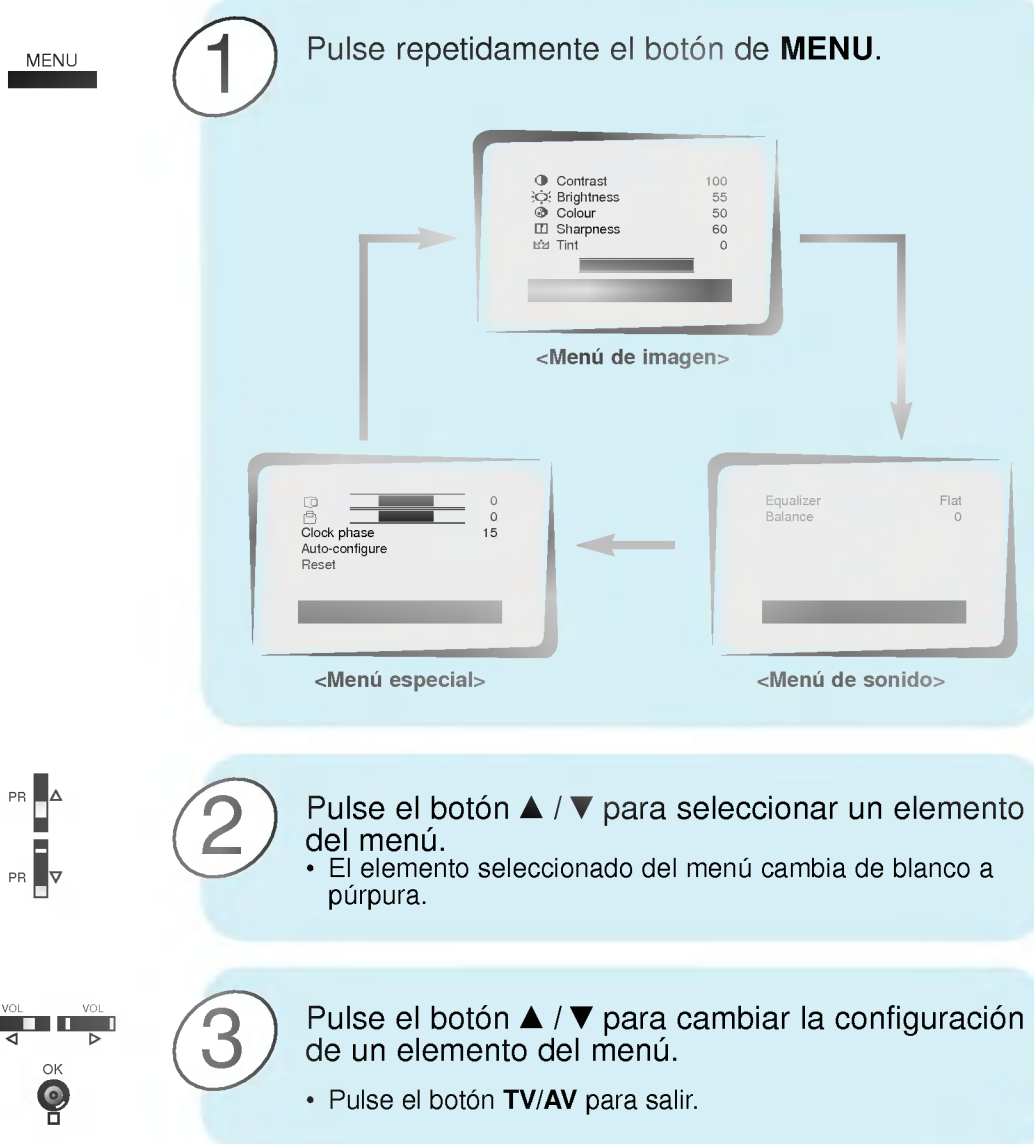 MENU
1
Pulse repetidamente el botón de MENU.
Contrast 100
Brightness 55
Colour 50
Sharpness 60
Tint 0
<Menú de imagen>
0
0
Clock phase 15
Auto-configure
Reset
<Menú especial>
Equalizer Flat
Balance 0
<Menú de sonido>
PR △
PR ▽
2
Pulse el botón ▲ / ▼ para seleccionar un elemento
del menú.
• El elemento seleccionado del menú cambia de blanco a
púrpura.
VOL VOL
◁ ▷
OK
3
Pulse el botón ▲ / ▼ para cambiar la configuración
de un elemento del menú.
• Pulse el botón TV/AV para salir.